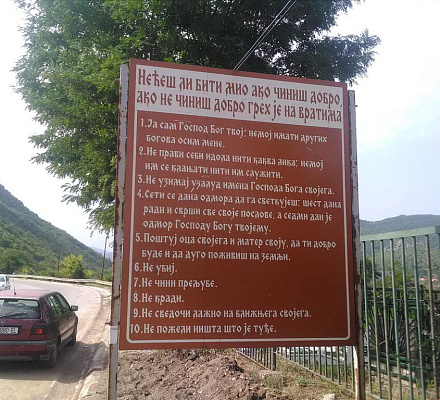 Нећеш ли бити мио ако чиниш добро,
ако не чиниш добро грех је на вратима
1. Ја сам Господ Бог твој; немој имати других
богова осим мене.
2. Не прави себи идола нити каква лика; немој
им се клањати нити им служити.
3. Не узимај узалуд имена Господа Бога својега.
4. Сети се дана одмора да га светкујеш; шест дана
ради и сврши све своје послове, а седми дан је
одмор Господу Богу твојему.
5. Поштуј оца својега и матер своју, да ти добро
буде и да дуго поживиш на земљи.
6. Не убиј.
7. Не чини прељубе.
8. Не кради.
9. Не сведочи лажно на ближњега својега.
10. Не пожели ништа што је туђе.